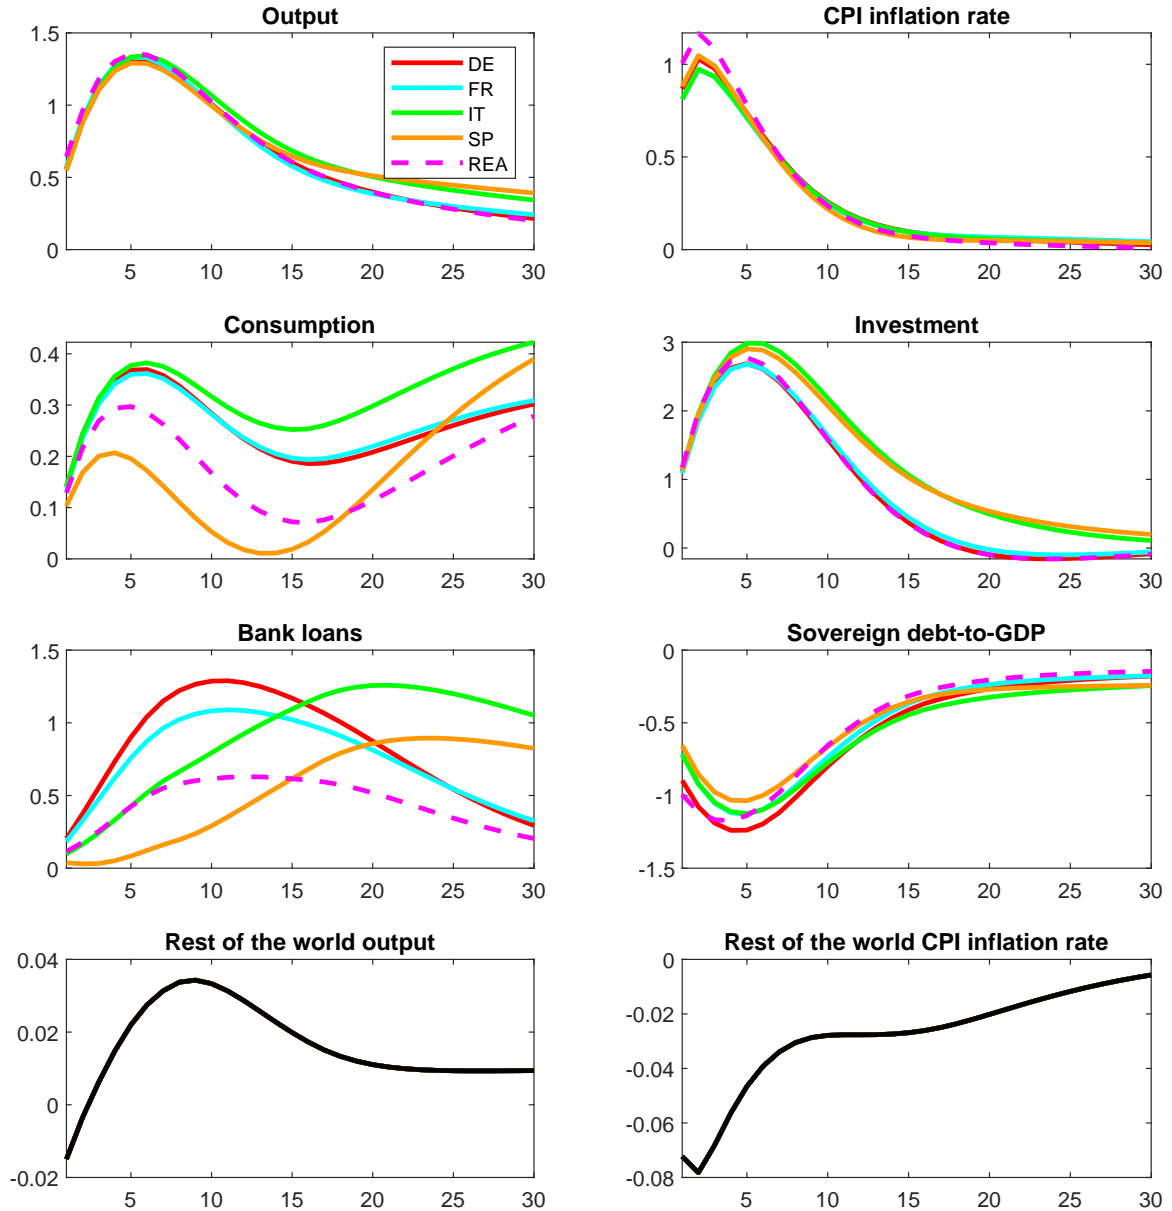 Output
1.5
1
0.5
0
5 10 15 20 25 30
DE
FR
IT
SP
REA
CPI inflation rate
1
0.5
0
5 10 15 20 25 30
Consumption
0.4
0.3
0.2
0.1
0
5 10 15 20 25 30
Investment
3
2
1
0
5 10 15 20 25 30
Bank loans
1.5
1
0.5
0
5 10 15 20 25 30
Sovereign debt-to-GDP
0
-0.5
-1
-1.5
5 10 15 20 25 30
Rest of the world output
0.04
0.02
0
-0.02
5 10 15 20 25 30
Rest of the world CPI inflation rate
0
-0.02
-0.04
-0.06
-0.08
5 10 15 20 25 30